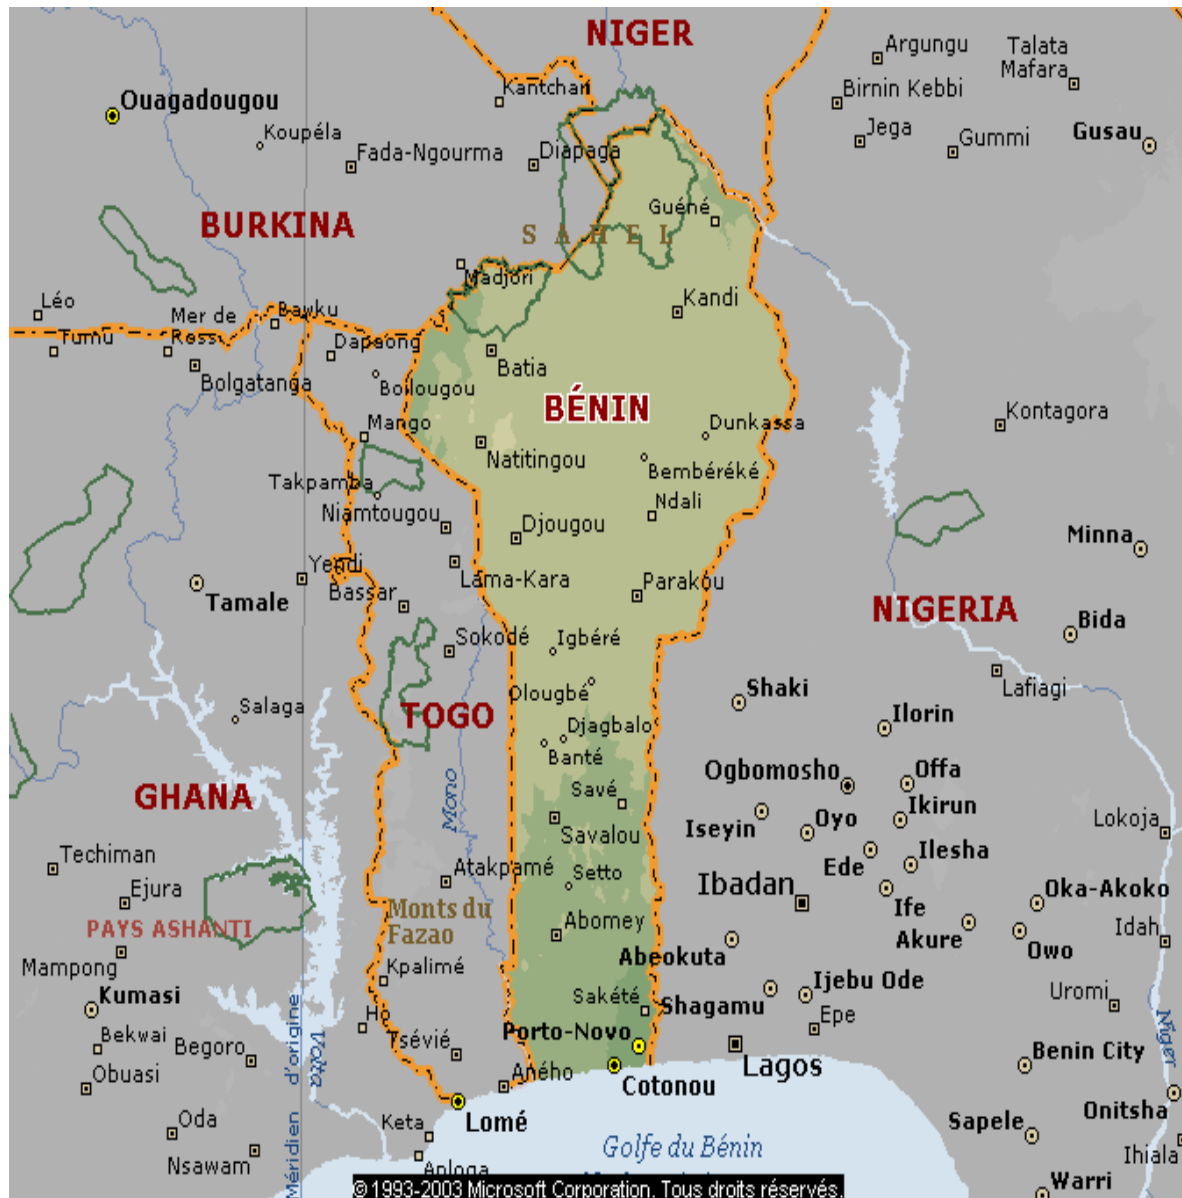 NIGER
Argungu
Talata
Mafara
Kantchari
Birnin Kebbi
Ouagadougou
Koupéla
Jega
Gummi
Gusau
Fada-Ngourma
Diapaga
BURKINA
Guéné
SAHEL
Madjori
Léo
Mer de
Ress
Bawku
Kandi
Tumu
Dapaong
Bolgatanga
Batia
Boılougou
BÉNIN
Mango
Dunkassa
Kontagora
Natitingou
Bembéréké
Takpamba
Niamtougou
Ndali
Djougou
Minna
Yendi
Lama-Kara
Tamale
Bassar
Parakou
NIGERIA
Bida
Sokodé
Igbéré
Olougbé
Shaki
Lafiagi
Salaga
TOGO
Djagbalo
Ilorin
Banté
GHANA
Mono
Ogbomosho
Offa
Savé
Iseyin
Oyo
Ikirun
Lokoja
Savalou
Techiman
Atakpamé
Setto
Ede
Ilesha
Ejura
Ibadan
Ife
Oka-Akoko
PAYS ASHANTI
Monts du
Fazao
Abomey
Akure
Owo
Idah
Mampong
Kpalimé
Abeokuta
Kumasi
Sakété
Shagamu
Ijebu Ode
Uromi
Ho
Epe
Bekwai
Begoro
Tsévié
Porto-Novo
Niger
Volta
Méridien d'origine
Obuasi
Aného
Cotonou
Lagos
Benin City
Lomé
Onitsha
Oda
Keta
Sapele
Nsawam
Golfe du Bénin
Ihiala
Anloga
Warri
© 1993-2003 Microsoft Corporation. Tous droits réservés.